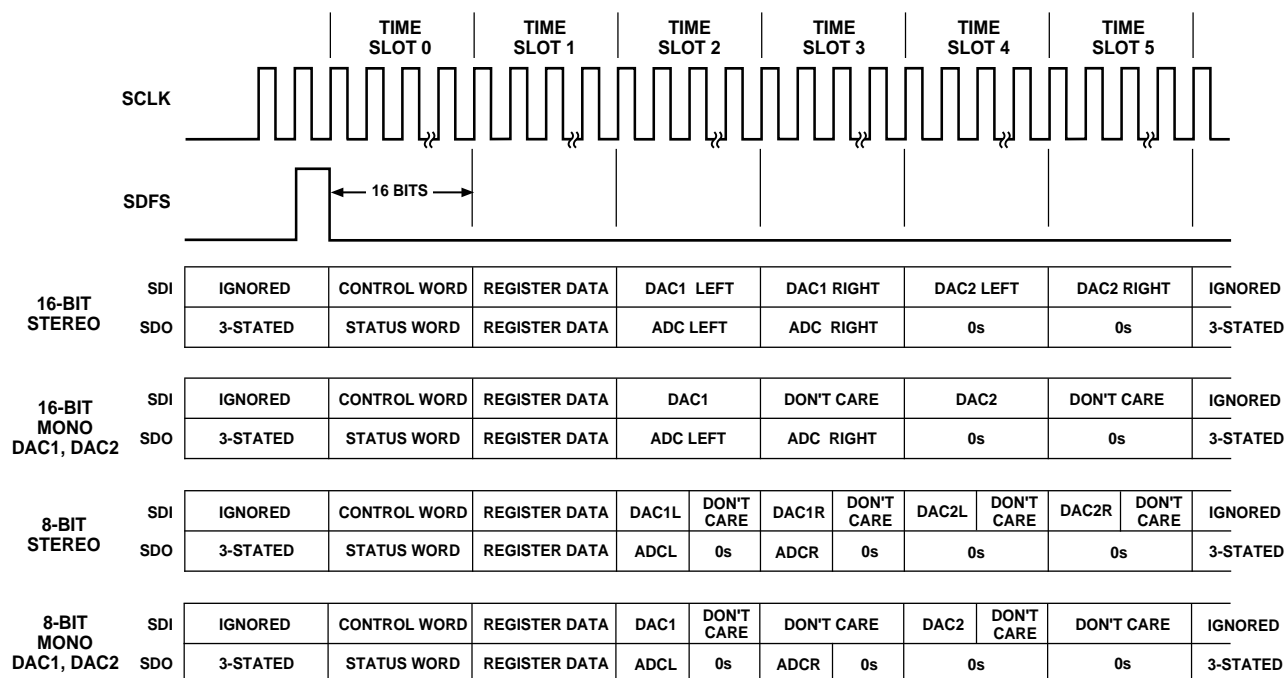 TIME SLOT 0 TIME SLOT 1 TIME SLOT 2 TIME SLOT 3 TIME SLOT 4 TIME SLOT 5
SCLK
SDFS
16 BITS
16-BIT STEREO
SDI IGNORED CONTROL WORD REGISTER DATA DAC1 LEFT DAC1 RIGHT DAC2 LEFT DAC2 RIGHT IGNORED
SDO 3-STATED STATUS WORD REGISTER DATA ADC LEFT ADC RIGHT 0s 0s 3-STATED
16-BIT MONO DAC1, DAC2
SDI IGNORED CONTROL WORD REGISTER DATA DAC1 DON'T CARE DAC2 DON'T CARE IGNORED
SDO 3-STATED STATUS WORD REGISTER DATA ADC LEFT ADC RIGHT 0s 0s 3-STATED
8-BIT STEREO
SDI IGNORED CONTROL WORD REGISTER DATA DAC1L DON'T CARE DAC1R DON'T CARE DAC2L DON'T CARE DAC2R DON'T CARE IGNORED
SDO 3-STATED STATUS WORD REGISTER DATA ADCL 0s ADCR 0s 0s 0s 3-STATED
8-BIT MONO DAC1, DAC2
SDI IGNORED CONTROL WORD REGISTER DATA DAC1 DON'T CARE DON'T CARE DAC2 DON'T CARE DON'T CARE IGNORED
SDO 3-STATED STATUS WORD REGISTER DATA ADCL 0s ADCR 0s 0s 0s 3-STATED